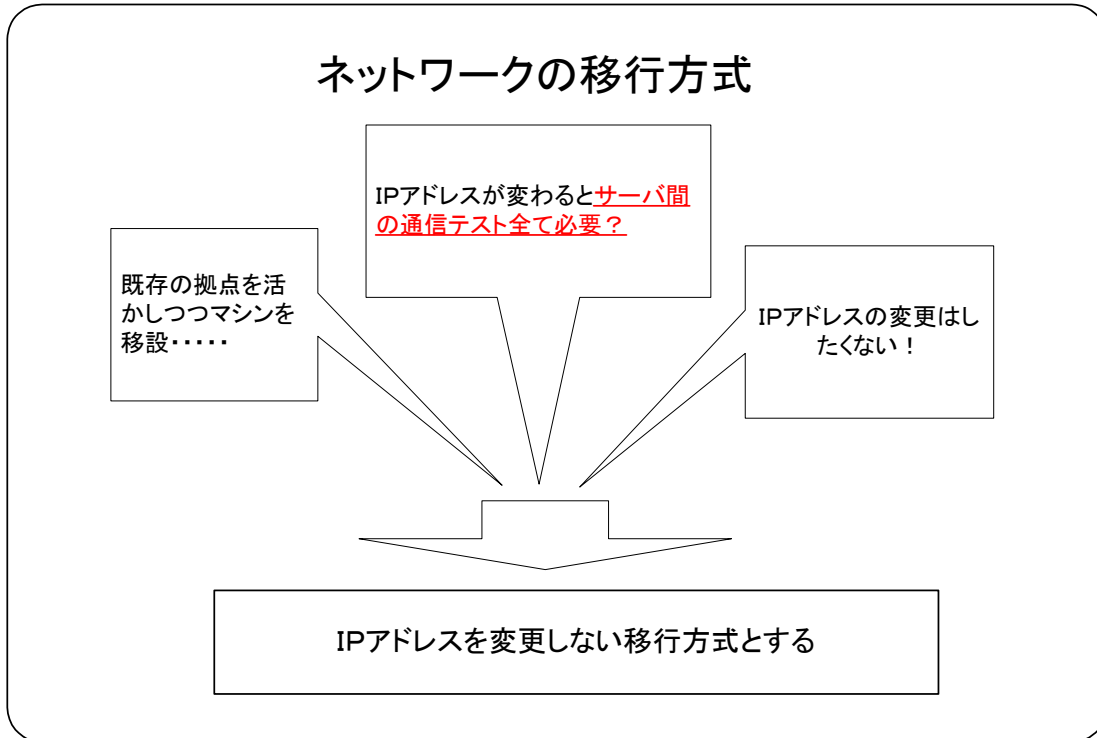 ネットワークの移行方式
IPアドレスが変わるとサーバ間
の通信テスト全て必要？
既存の拠点を活
かしつつマシンを
移設・・・・・
IPアドレスの変更はし
たくない！
IPアドレスを変更しない移行方式とする